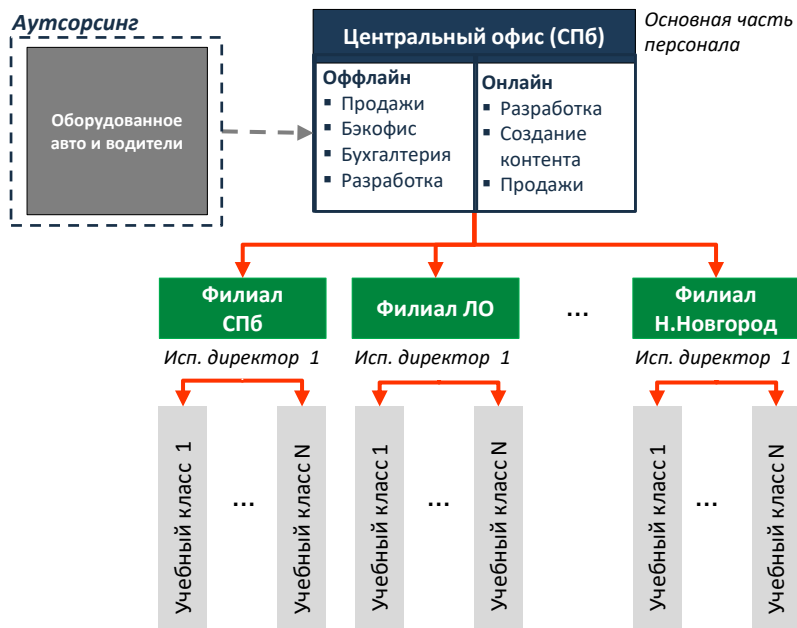 Аутсорсинг
Оборудованное
авто и водители
Центральный офис (СПб)
Основная часть
персонала
Оффлайн
▪ Продажи
▪ Бэкофис
▪ Бухгалтерия
▪ Разработка
Онлайн
▪ Разработка
▪ Создание
контента
▪ Продажи
Филиал
СПб
Филиал ЛО
...
Филиал
Н.Новгород
Исп. директор 1
Исп. директор 1
Исп. директор 1
Учебный класс 1
...
Учебный класс N
Учебный класс 1
...
Учебный класс N
Учебный класс 1
...
Учебный класс N